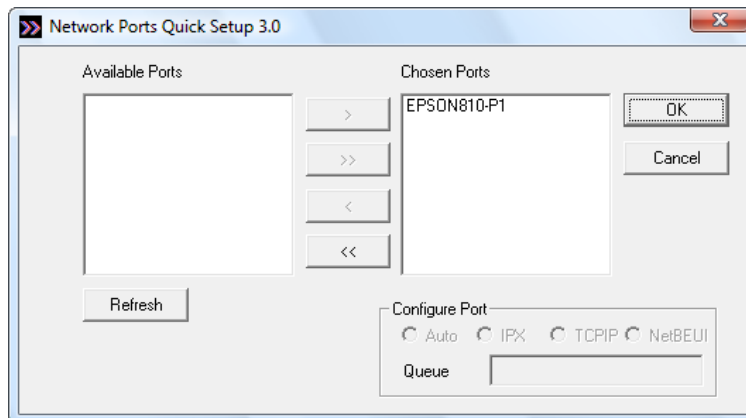 Network Ports Quick Setup 3.0
Available Ports
Chosen Ports
EPSON810-P1
>
>>
<
<<
OK
Cancel
Refresh
Configure Port
Auto IPX TCPIP NetBEUI
Queue